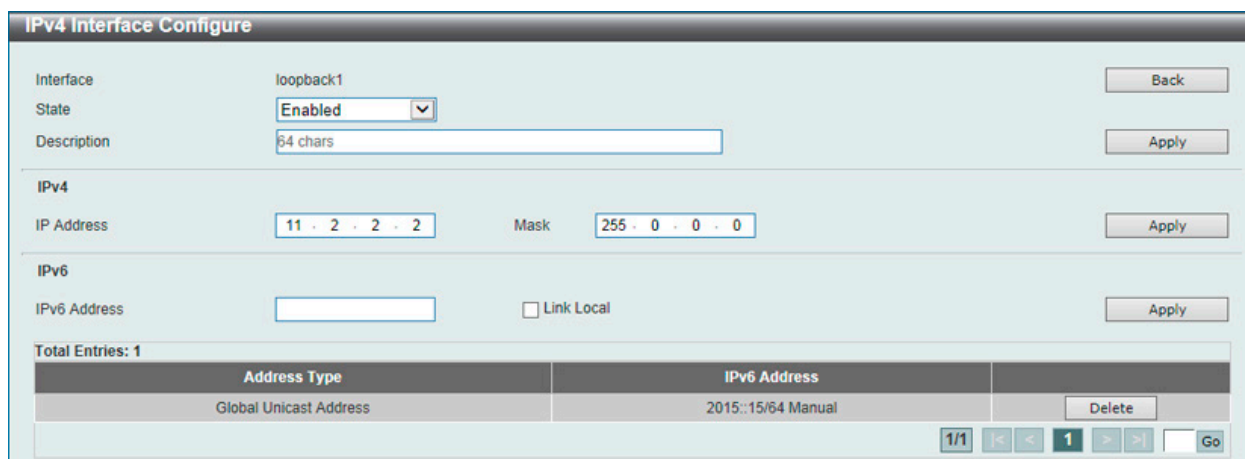 IPv4 Interface Configure
Interface loopback1 Back
State Enabled
Description 64 chars Apply
IPv4
IP Address 11 . 2 . 2 . 2 Mask 255 . 0 . 0 . 0 Apply
IPv6
IPv6 Address Link Local Apply
Total Entries: 1
Address Type IPv6 Address
Global Unicast Address 2015::15/64 Manual Delete
1/1 |< < 1 > >| Go